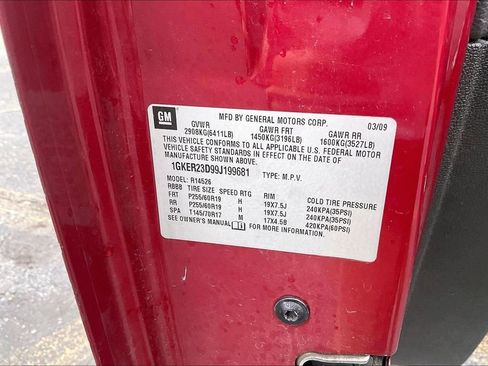 GM
MFD BY GENERAL MOTORS CORP. 03/09
GVWR GAWR FRT GAWR RR
2908KG(6411LB) 1450KG(3196LB) 1600KG(3527LB)
THIS VEHICLE CONFORMS TO ALL APPLICABLE U.S. FEDERAL MOTOR
VEHICLE SAFETY STANDARDS IN EFFECT ON THE DATE OF
MANUFACTURE SHOWN ABOVE.
1GKER23D99J199681 TYPE: M.P.V.
MODEL: R14526
RBBB TIRE SIZE SPEED RTG RIM COLD TIRE PRESSURE
FRT P255/60R19 H 19X7.5J 240KPA(35PSI)
RR P255/60R19 H 19X7.5J 240KPA(35PSI)
SPA T145/70R17 M 17X4.5B 420KPA(60PSI)
SEE OWNER'S MANUAL FOR MORE INFORMATION.